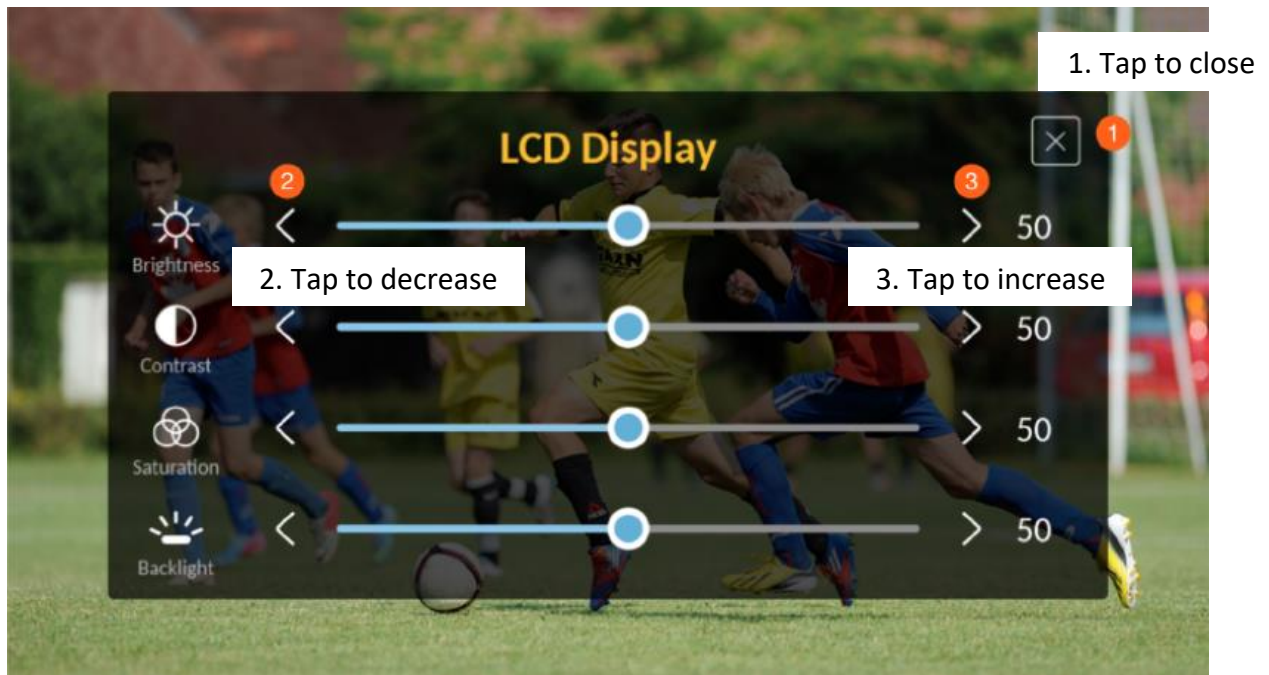 1. Tap to close
LCD Display
1
2
3
50
Brightness
2. Tap to decrease
3. Tap to increase
50
Contrast
50
Saturation
50
Backlight